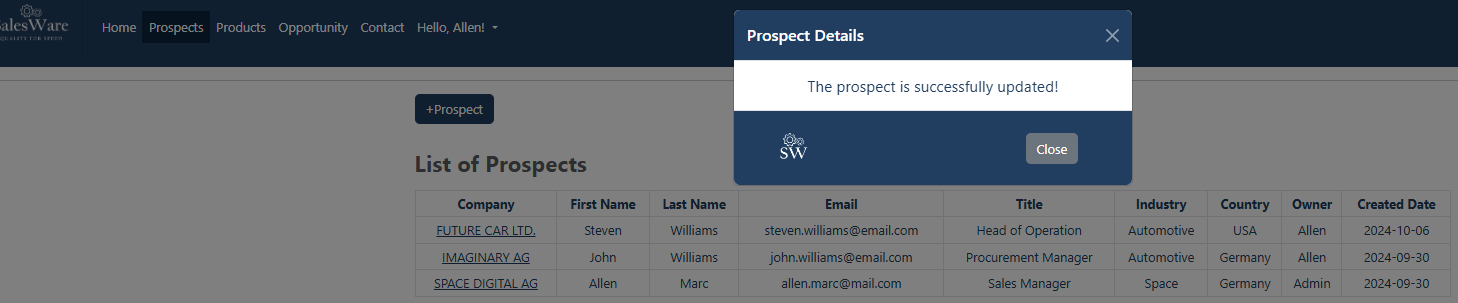 SalesWare
QUALITY FOR SPEED
Home Prospects Products Opportunity Contact Hello, Allen!
Prospect Details
The prospect is successfully updated!
SW
Close
+Prospect
List of Prospects
Company First Name Last Name Email Title Industry Country Owner Created Date
FUTURE CAR LTD. Steven Williams steven.williams@email.com Head of Operation Automotive USA Allen 2024-10-06
IMAGINARY AG John Williams john.williams@email.com Procurement Manager Automotive Germany Allen 2024-09-30
SPACE DIGITAL AG Allen Marc allen.marc@mail.com Sales Manager Space Germany Admin 2024-09-30